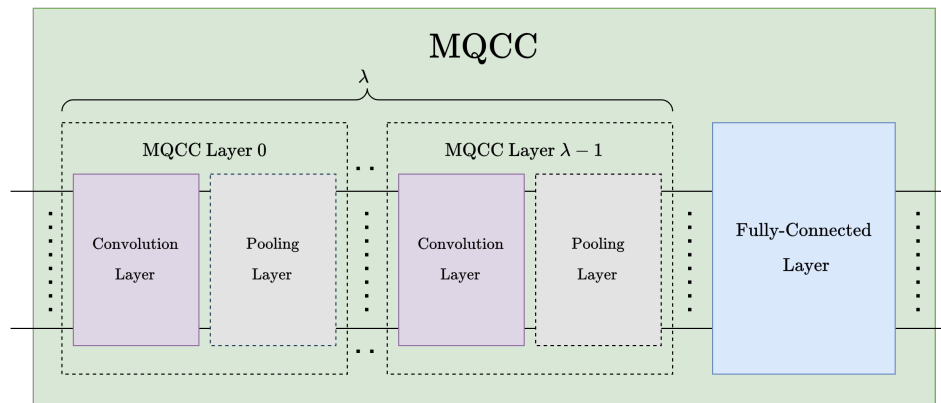 MQCC
λ
MQCC Layer 0
MQCC Layer λ − 1
Convolution
Layer
Pooling
Layer
Convolution
Layer
Pooling
Layer
Fully-Connected
Layer